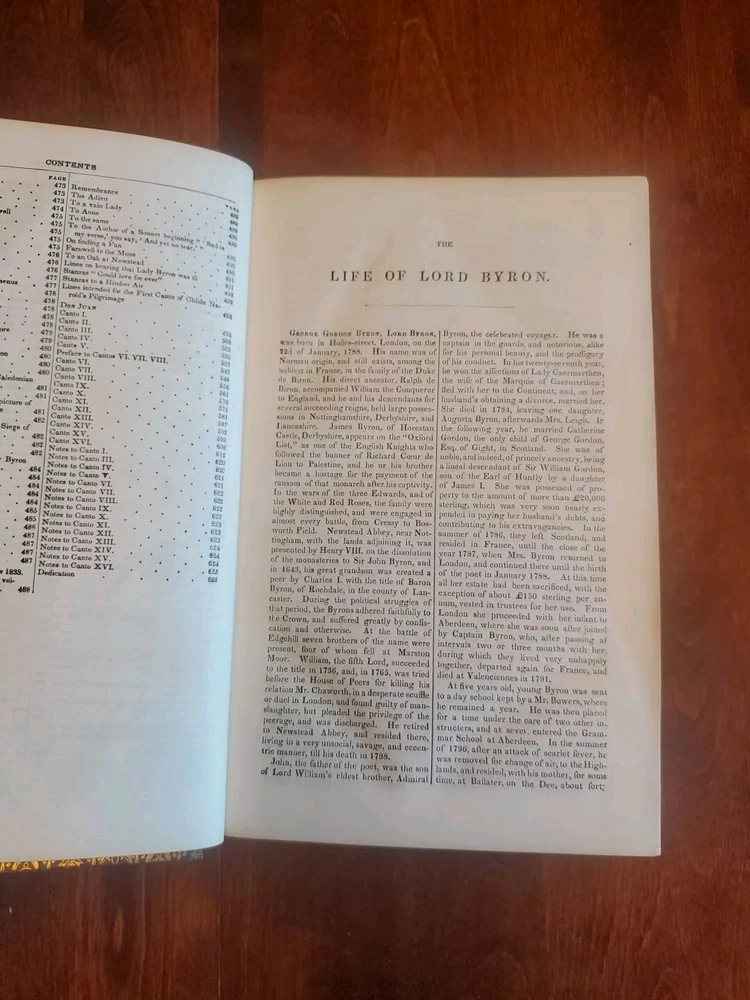 CONTENTS
PAGE
473
473
473
474
475
475
475
476
476
477
477
478
478
478
478
479
480
480
480
481
481
482
482
482
484
484
484
485
485
486
487
487
487
489
Remembrance
The Adieu
To a vain Lady
To Anne
To the same
To the Author of a Sonnet beginning " 'Sad is
my verse,' you say, ' And yet no tear,' "
On finding a Fan
Farewell to the Muse
To an Oak at Newstead
Lines on hearing that Lady Byron was ill
Stanzas " Could love for ever"
Stanzas to a Hindoo Air
Lines intended for the First Canto of Childe Ha-
rold's Pilgrimage
DON JUAN
Canto I.
Canto II.
Canto III.
Canto IV.
Canto V.
Preface to Cantos VI. VII. VIII.
Canto VI.
Canto VII.
Canto VIII.
Canto IX.
Canto X.
Canto XI.
Canto XII.
Canto XIII.
Canto XIV.
Canto XV.
Canto XVI.
Notes to Canto I.
Notes to Canto III.
Notes to Canto IV.
Notes to Canto V.
Notes to Canto VI.
Notes to Canto VII.
Notes to Canto VIII.
Notes to Canto IX.
Notes to Canto X.
Notes to Canto XI.
Notes to Canto XII.
Notes to Canto XIII.
Notes to Canto XIV.
Notes to Canto XV.
Notes to Canto XVI.
Dedication
THE
LIFE OF LORD BYRON.
GEORGE GORDON BYRON, LORD BYRON,
was born in Holles-street, London, on the
22d of January, 1788. His name was of
Norman origin, and still exists, among the
noblest in France, in the family of the Duke
de Biron. His direct ancestor, Ralph de
Biron, accompanied William the Conqueror
to England, and he and his descendants for
several succeeding reigns, held large posses-
sions in Nottinghamshire, Derbyshire, and
Lancashire. James Byron, of Horestan
Castle, Derbyshire, appears on the "Oxford
List," as one of the English Knights who
followed the banner of Richard Cœur de
Lion to Palestine, and he or his brother
became a hostage for the payment of the
ransom of that monarch after his captivity.
In the wars of the three Edwards, and of
the White and Red Roses, the family were
highly distinguished, and were engaged in
almost every battle, from Cressy to Bos-
worth Field. Newstead Abbey, near Not-
tingham, with the lands adjoining it, was
presented by Henry VIII. on the dissolution
of the monasteries to Sir John Byron, and
in 1643, his great grandson was created a
peer by Charles I. with the title of Baron
Byron, of Rochdale, in the county of Lan-
caster. During the political struggles of
that period, the Byrons adhered faithfully to
the Crown, and suffered greatly by confis-
cation and otherwise. At the battle of
Edgehill seven brothers of the name were
present, four of whom fell at Marston
Moor. William, the fifth Lord, succeeded
to the title in 1736, and, in 1765, was tried
before the House of Peers for killing his
relation Mr. Chaworth, in a desperate scuffle
or duel in London, and found guilty of man-
slaughter, but pleaded the privilege of the
peerage, and was discharged. He retired
to Newstead Abbey, and resided there,
living in a very unsocial, savage, and eccen-
tric manner, till his death in 1798.
John, the father of the poet, was the son
of Lord William's eldest brother, Admiral
Byron, the celebrated voyager. He was a
captain in the guards, and notorious, alike
for his personal beauty, and the prodigacy
of his conduct. In his twenty-seventh year,
he won the affections of Lady Caermarthen,
the wife of the Marquis of Caermarthen;
fled with her to the Continent, and, on her
husband's obtaining a divorce, married her.
She died in 1784, leaving one daughter,
Augusta Byron, afterwards Mrs. Leigh. In
the following year, he married Catherine
Gordon, the only child of George Gordon,
Esq. of Gight, in Scotland. She was of
noble, and indeed, of princely ancestry, being
a lineal descendant of Sir William Gordon,
son of the Earl of Huntly by a daughter
of James I. She was possessed of pro-
perty to the amount of more than £20,000
sterling, which was very soon nearly ex-
pended in paying her husband's debts, and
contributing to his extravagancies. In the
summer of 1786, they left Scotland, and
resided in France, until the close of the
year 1787, when Mrs. Byron returned to
London, and continued there until the birth
of the poet in January 1788. At this time
all her estate had been sacrificed, with the
exception of about £150 sterling per an-
num, vested in trustees for her use. From
London she proceeded with her infant to
Aberdeen, where she was soon after joined
by Captain Byron, who, after passing at
intervals two or three months with her,
during which they lived very unhappily
together, departed again for France, and
died at Valenciennes in 1791.
At five years old, young Byron was sent
to a day school kept by a Mr. Bowers, where
he remained a year. He was then placed
for a time under the care of two other in-
structers, and at seven entered the Gram-
mar School at Aberdeen. In the summer
of 1796, after an attack of scarlet fever, he
was removed for change of air, to the High-
lands, and resided, with his mother, for some
time, at Ballater, on the Dee, about forty